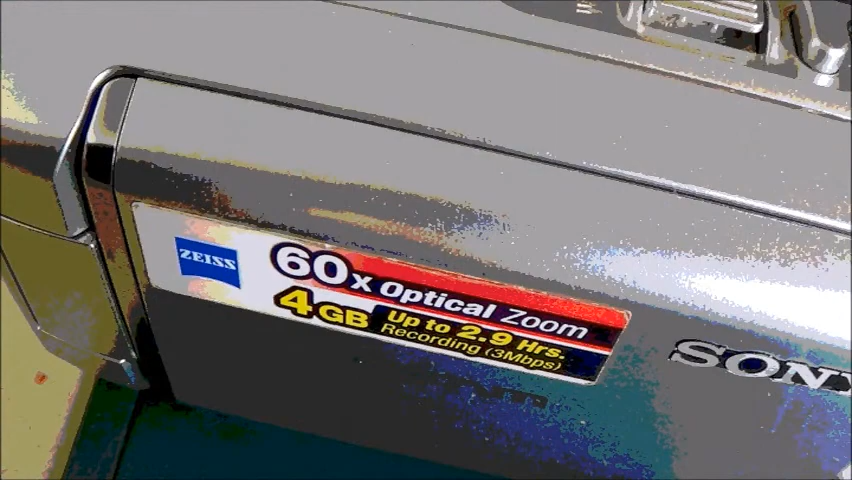 ZEISS
60x Optical Zoom
4GB Up to 2.9 Hrs.
Recording (3Mbps)
SONY